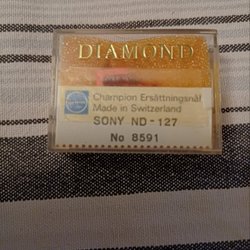 DIAMOND
Champion Ersättningsnål
Made in Switzerland
SONY ND-127
No 8591